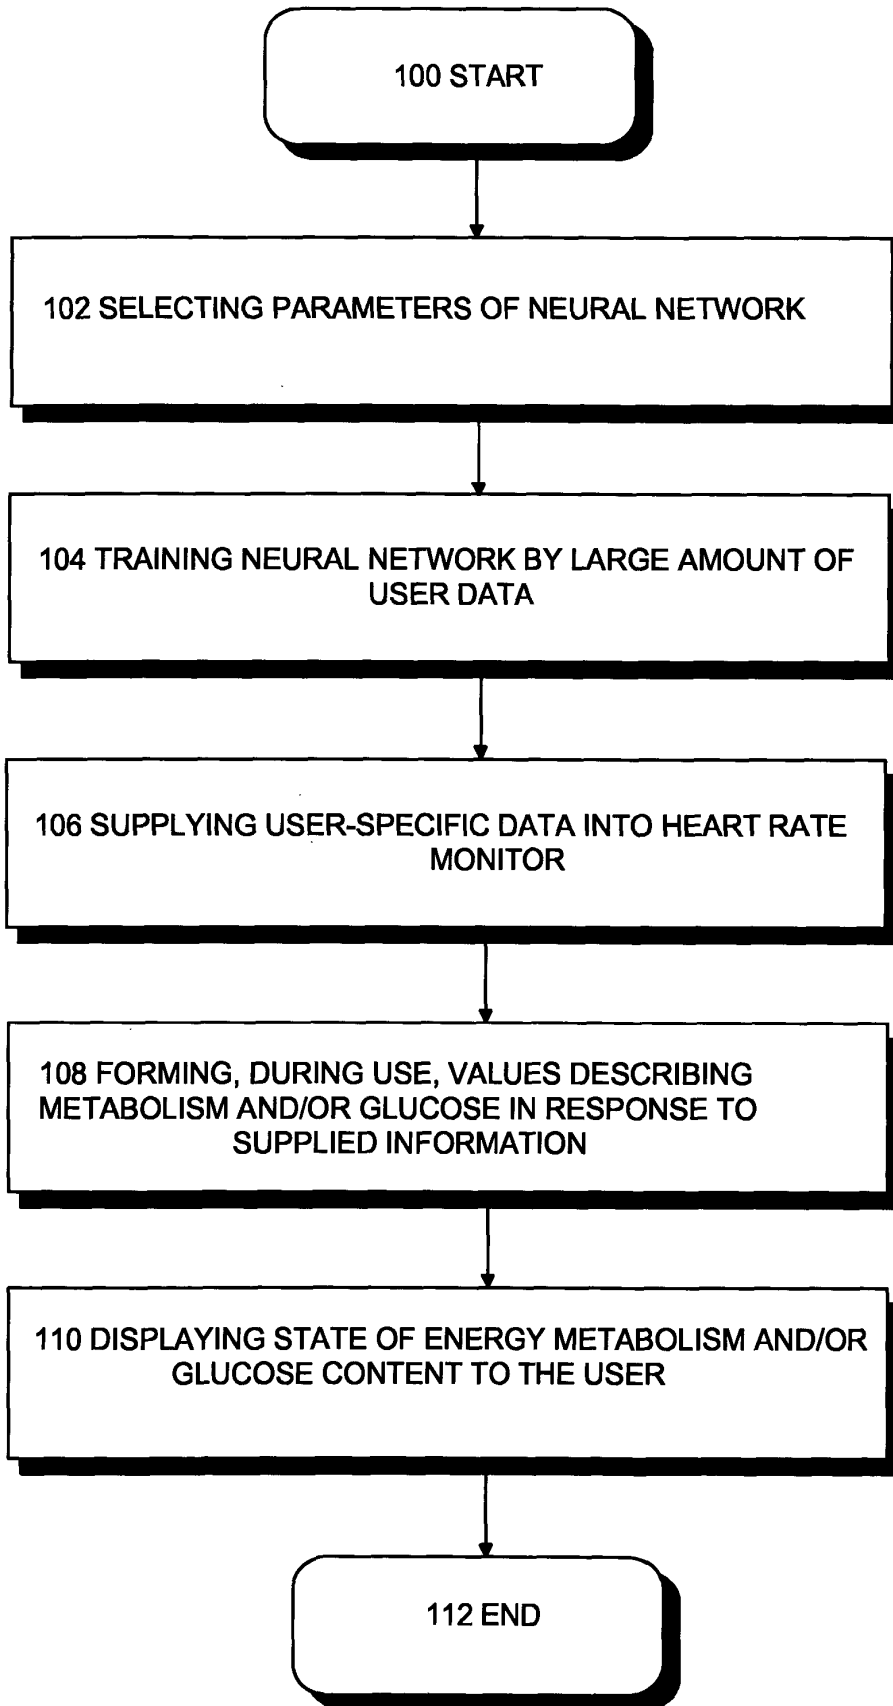 100 START
102 SELECTING PARAMETERS OF NEURAL NETWORK
104 TRAINING NEURAL NETWORK BY LARGE AMOUNT OF
USER DATA
106 SUPPLYING USER-SPECIFIC DATA INTO HEART RATE
MONITOR
108 FORMING, DURING USE, VALUES DESCRIBING
METABOLISM AND/OR GLUCOSE IN RESPONSE TO
SUPPLIED INFORMATION
110 DISPLAYING STATE OF ENERGY METABOLISM AND/OR
GLUCOSE CONTENT TO THE USER
112 END